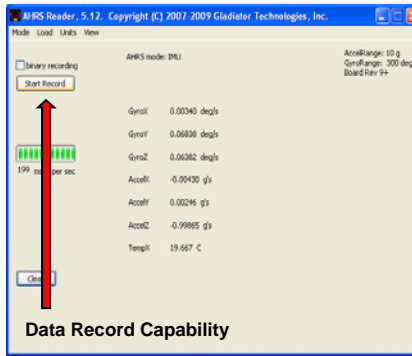 AHRS Reader, 5.12. Copyright (C) 2007-2009 Gladiator Technologies, Inc.
Mode Load Units View
AHRS mode: IMU
AccelRange: 10 g
GyroRange: 300 deg
Board Rev 9+
binary recording
Start Record
GyroX 0.00340 deg/s
GyroY 0.06838 deg/s
GyroZ 0.06382 deg/s
199 per sec
AccelX -0.00430 g's
AccelY 0.00246 g's
AccelZ -0.99865 g's
TempX 19.667 C
Data Record Capability